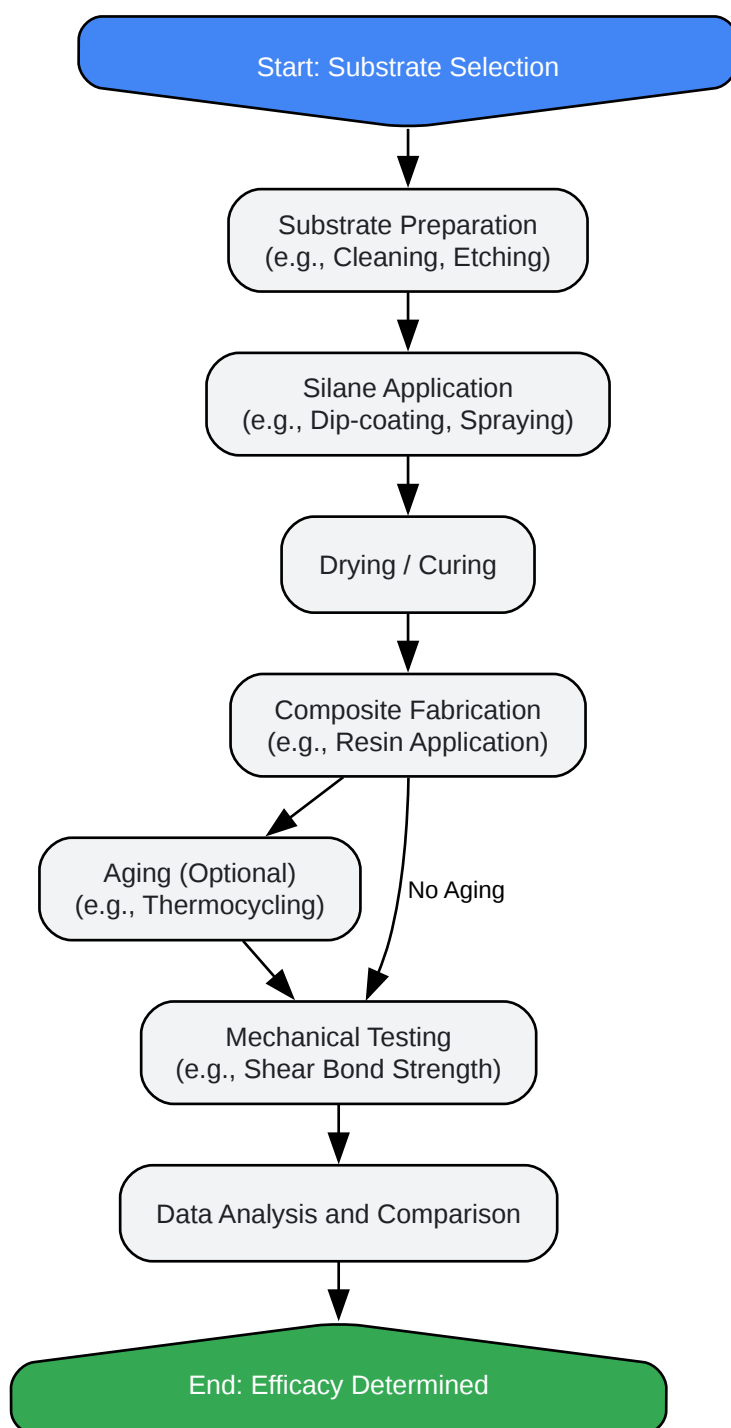 Start: Substrate Selection
Substrate Preparation
(e.g., Cleaning, Etching)
Silane Application
(e.g., Dip-coating, Spraying)
Drying / Curing
Composite Fabrication
(e.g., Resin Application)
Aging (Optional)
(e.g., Thermocycling)
No Aging
Mechanical Testing
(e.g., Shear Bond Strength)
Data Analysis and Comparison
End: Efficacy Determined